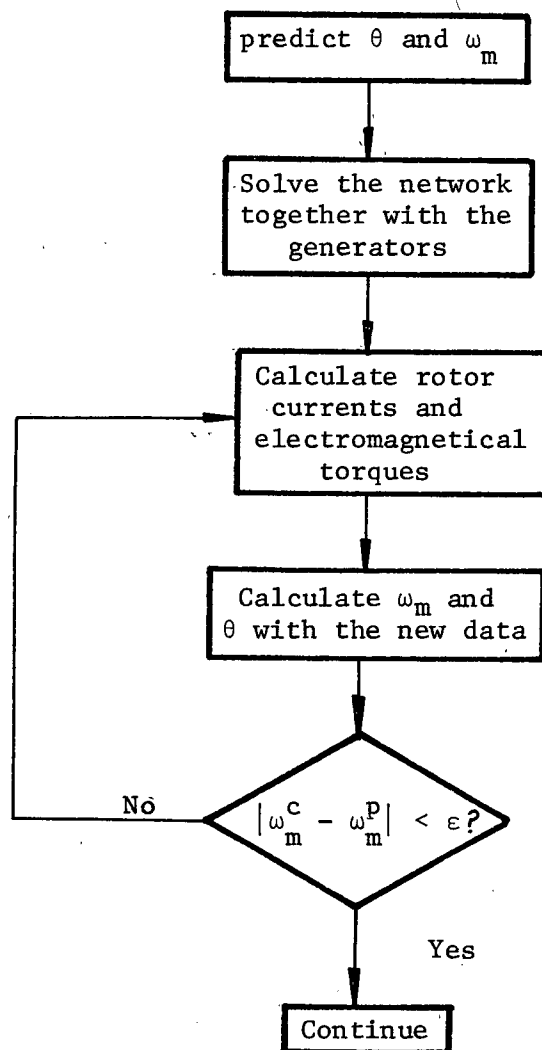 predict θ and ω_m
Solve the network
together with the
generators
Calculate rotor
currents and
electromagnetical
torques
Calculate ω_m and
θ with the new data
|ω_m^c - ω_m^p| < ε?
No
Yes
Continue